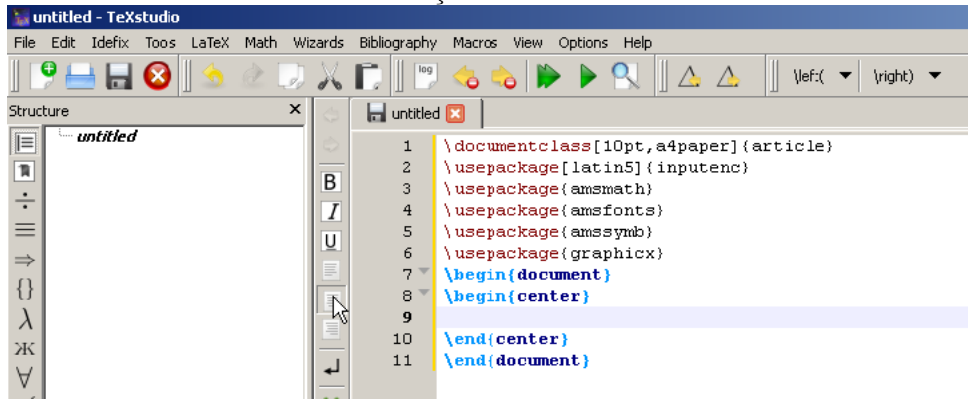 untitled - TeXstudio
File Edit Idefix Toos LaTeX Math Wizards Bibliography Macros View Options Help
log \lef:( \right)
Structure
untitled
untitled
B
I
U
÷
⇒
{}
λ
Ж
∀
1 \documentclass[10pt,a4paper]{article}
2 \usepackage[latin5]{inputenc}
3 \usepackage{amsmath}
4 \usepackage{amsfonts}
5 \usepackage{amssymb}
6 \usepackage{graphicx}
7 \begin{document}
8 \begin{center}
9
10 \end{center}
11 \end{document}